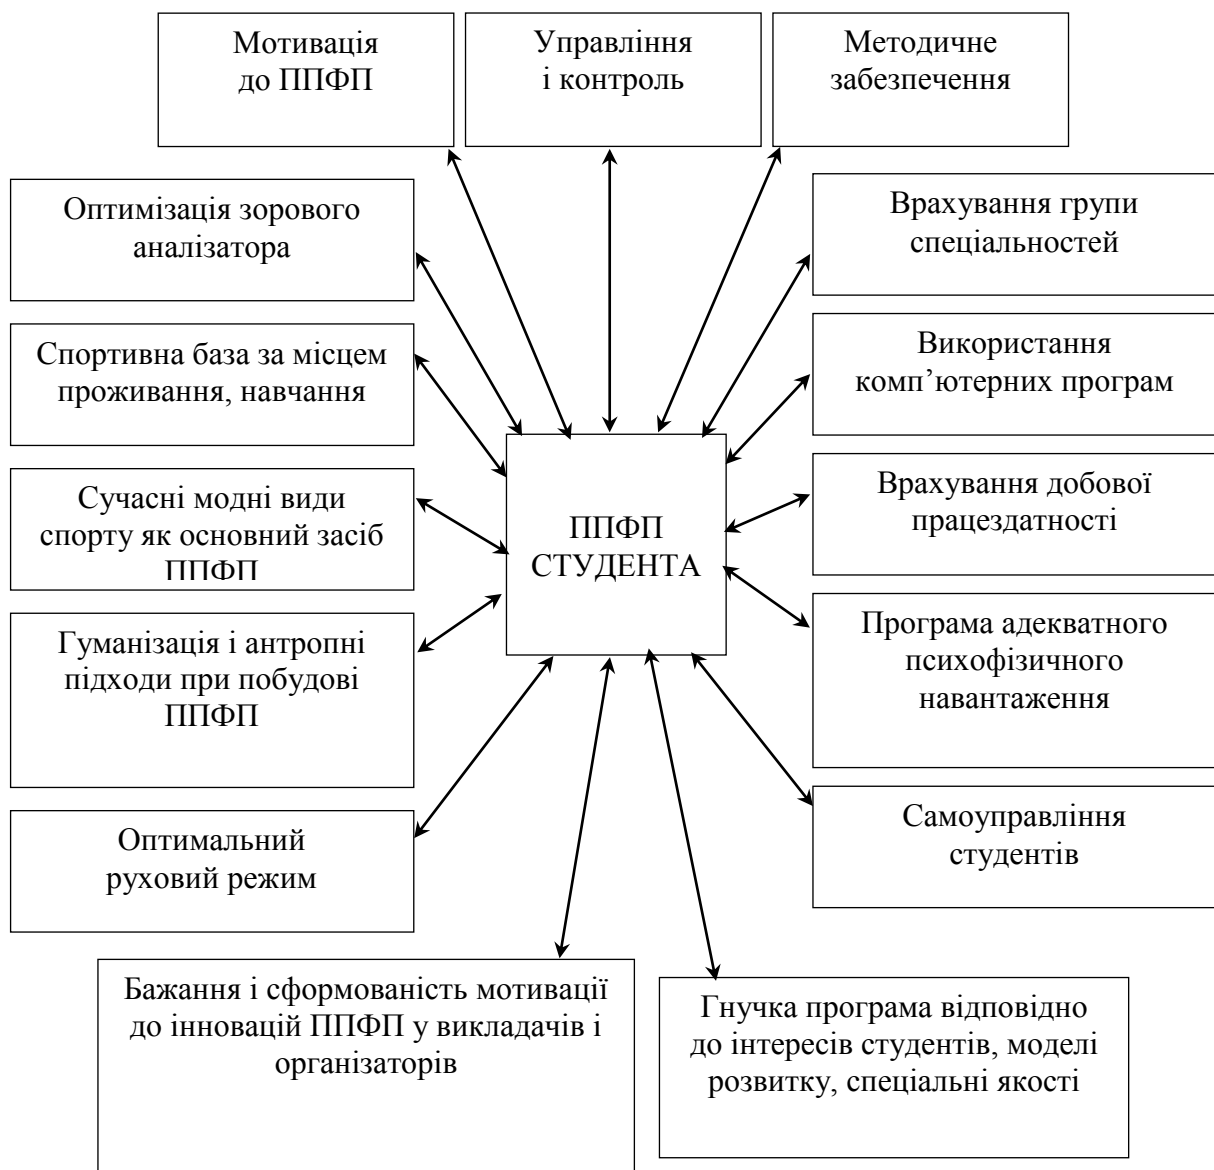 Мотивація
до ППФП
Управління
і контроль
Методичне
забезпечення
Оптимізація зорового
аналізатора
Врахування групи
спеціальностей
Спортивна база за місцем
проживання, навчання
Використання
комп’ютерних програм
Сучасні модні види
спорту як основний засіб
ППФП
ППФП
СТУДЕНТА
Врахування добової
працездатності
Гуманізація і антропні
підходи при побудові
ППФП
Програма адекватного
психофізичного
навантаження
Оптимальний
руховий режим
Самоуправління
студентів
Бажання і сформованість мотивації
до інновацій ППФП у викладачів і
організаторів
Гнучка програма відповідно
до інтересів студентів, моделі
розвитку, спеціальні якості